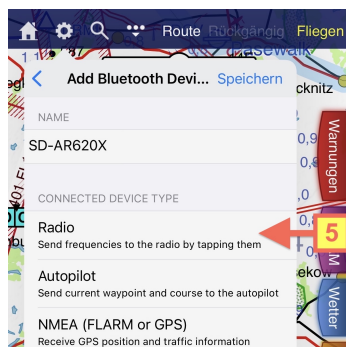 Route Rückgängig Fliegen
Pasewalk
cknitz
Add Bluetooth Devi... Speichern
NAME
SD-AR620X
CONNECTED DEVICE TYPE
Radio
Send frequencies to the radio by tapping them
5
Autopilot
Send current waypoint and course to the autopilot
NMEA (FLARM or GPS)
Receive GPS position and traffic information
Warnungen
Wetter